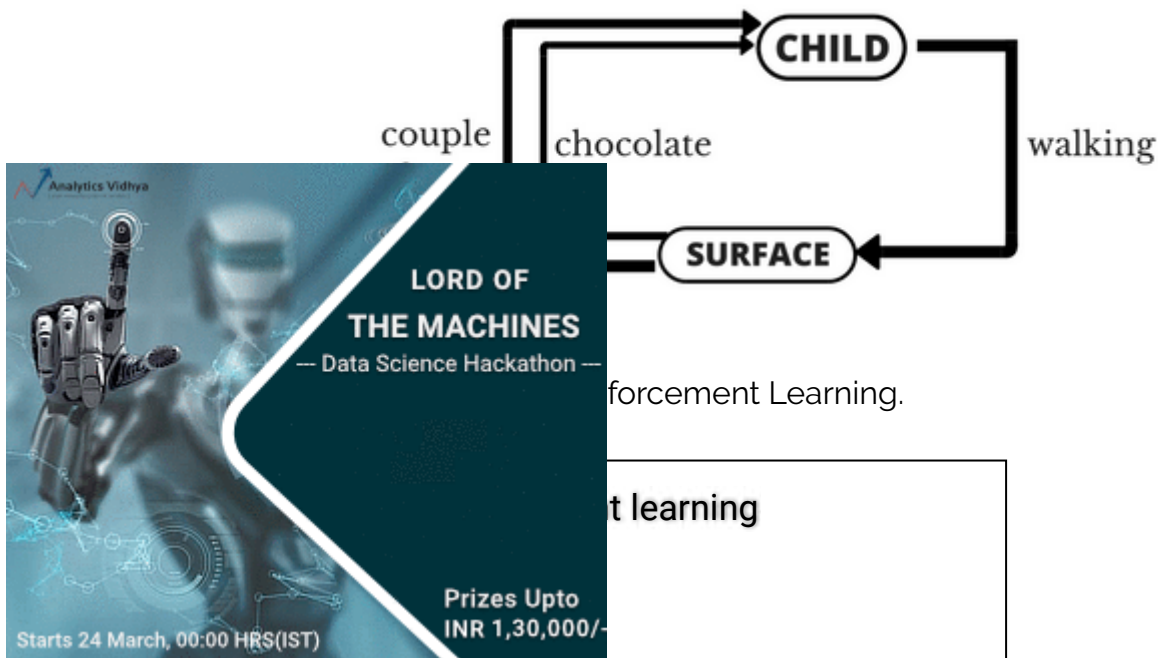 CHILD
couple
chocolate
walking
Analytics Vidhya
SURFACE
LORD OF
THE MACHINES
--- Data Science Hackathon ---
forcement Learning.
t learning
Prizes Upto
INR 1,30,000/-
Starts 24 March, 00:00 HRS(IST)